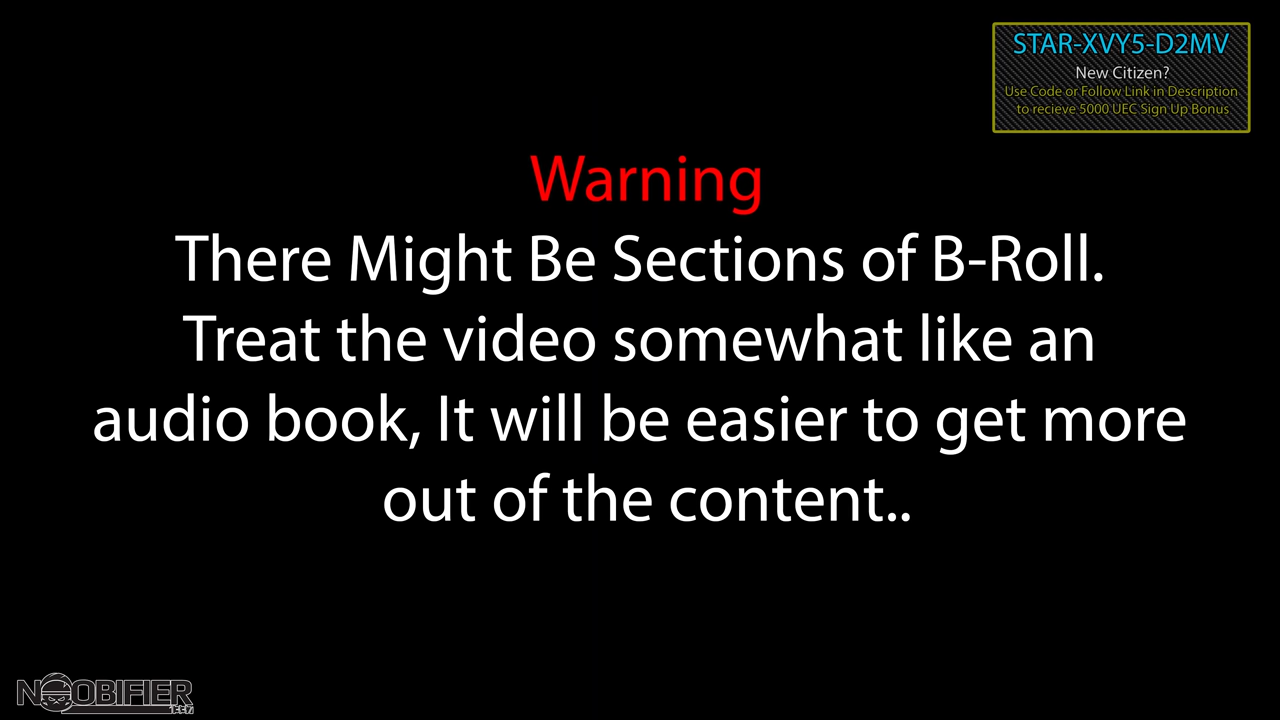 STAR-XVY5-D2MV
New Citizen?
Use Code or Follow Link in Description
to recieve 5000 UEC Sign Up Bonus
Warning
There Might Be Sections of B-Roll.
Treat the video somewhat like an
audio book, It will be easier to get more
out of the content..
NOOBIFIER
1337